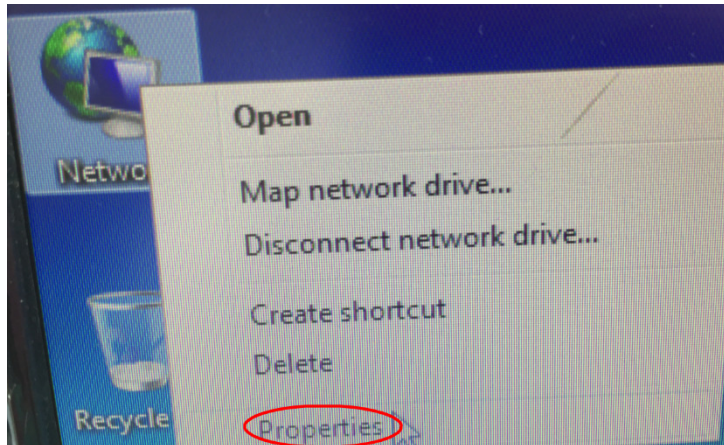 Open
Netwo
Map network drive...
Disconnect network drive...
Create shortcut
Delete
Recycle
Properties